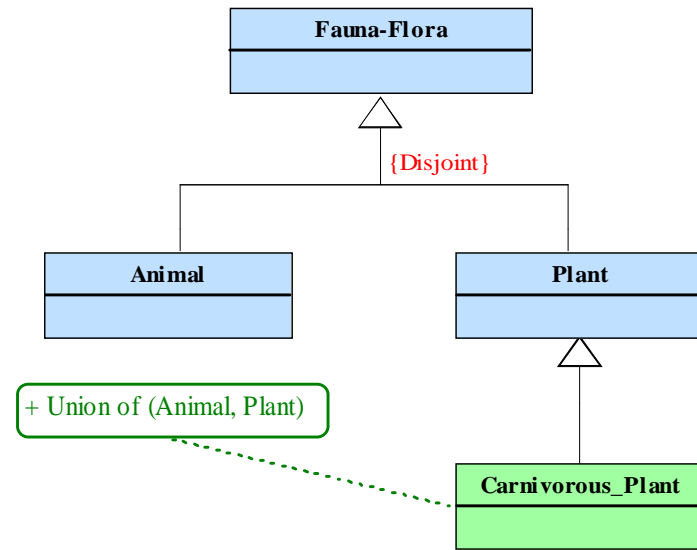 Fauna-Flora
{Disjoint}
Animal
Plant
+ Union of (Animal, Plant)
Carnivorous_Plant